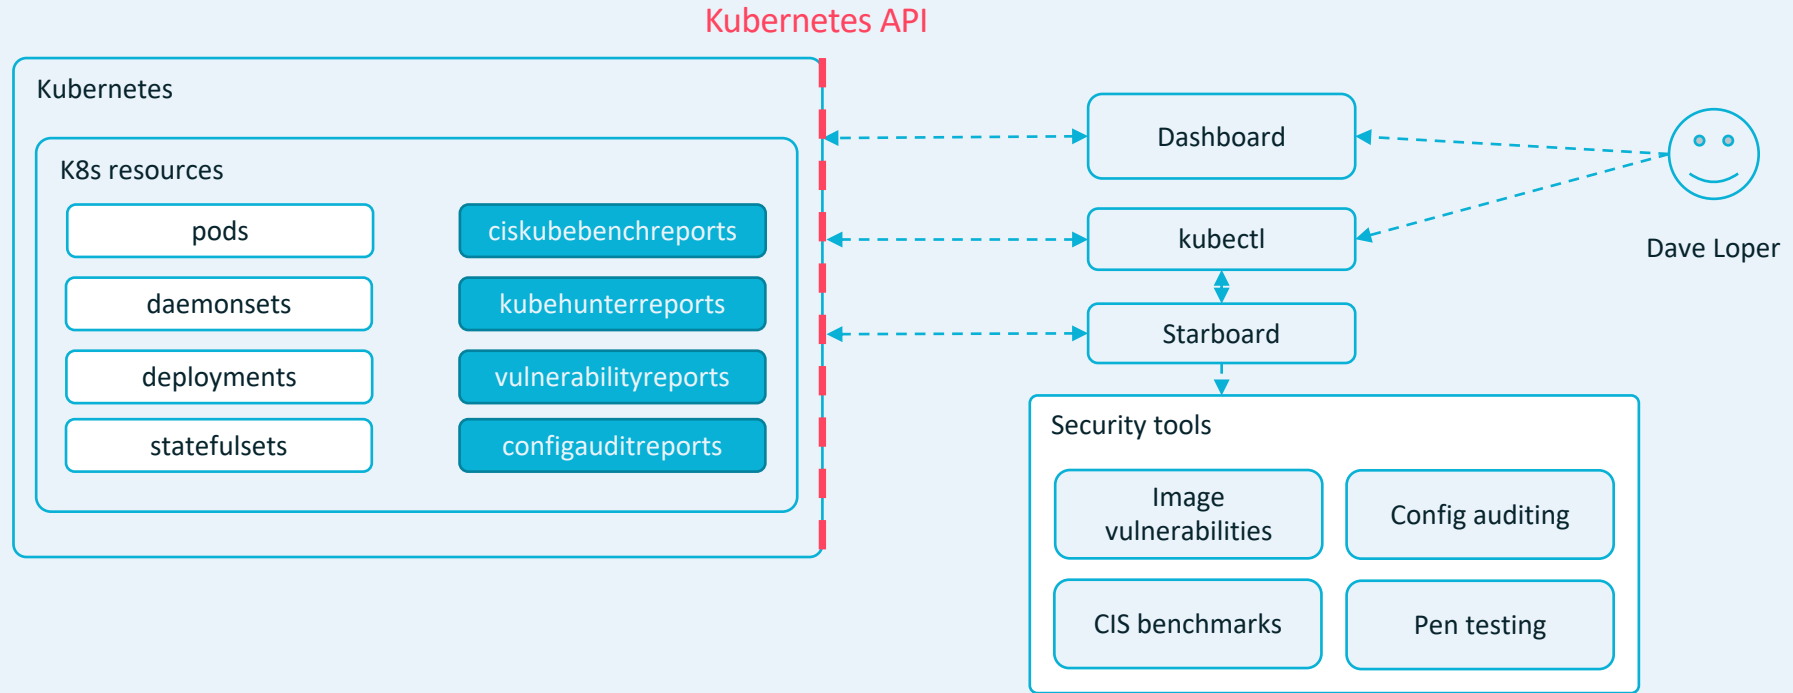 Kubernetes API
Kubernetes
K8s resources
pods
ciskubebenchreports
daemonsets
kubehunterreports
deployments
vulnerabilityreports
statefulsets
configauditreports
Dashboard
kubectl
Starboard
Dave Loper
Security tools
Image
vulnerabilities
Config auditing
CIS benchmarks
Pen testing